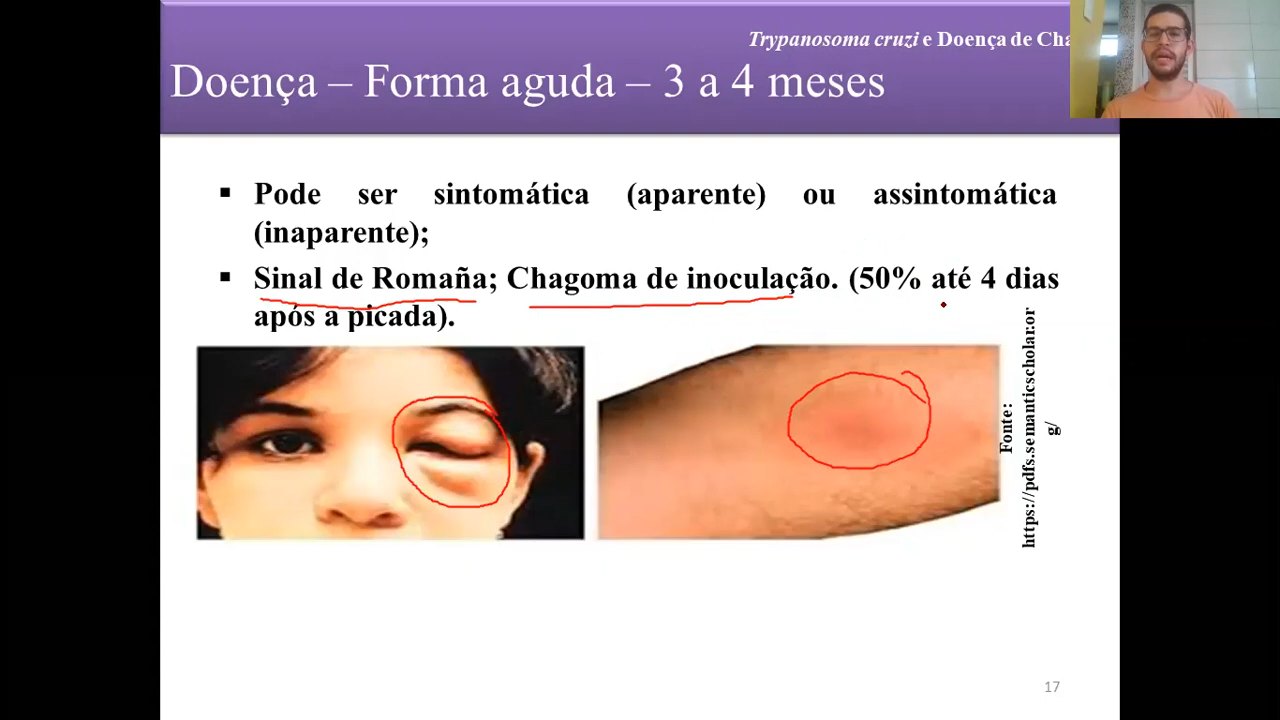 Trypanosoma cruzi e Doença de Cha
Doença – Forma aguda – 3 a 4 meses
▪ Pode ser sintomática (aparente) ou assintomática
(inaparente);
▪ Sinal de Romaña; Chagoma de inoculação. (50% até 4 dias
após a picada).
Fonte:
https://pdfs.semanticscholar.or
g/
17